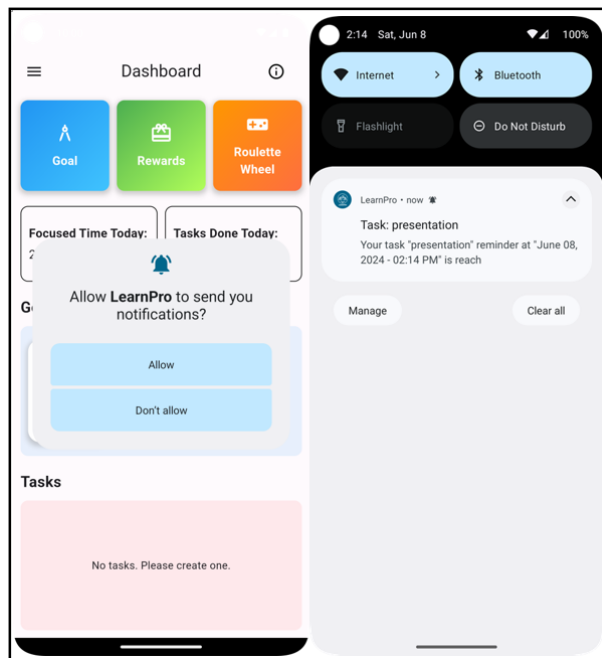 Dashboard
Goal
Rewards
Roulette
Wheel
Focused Time Today:
Tasks Done Today:
2
Allow LearnPro to send you
notifications?
Allow
Don't allow
Tasks
No tasks. Please create one.
2:14 Sat, Jun 8
100%
Internet
Bluetooth
Flashlight
Do Not Disturb
LearnPro • now
Task: presentation
Your task "presentation" reminder at "June 08,
2024 - 02:14 PM" is reach
Manage
Clear all